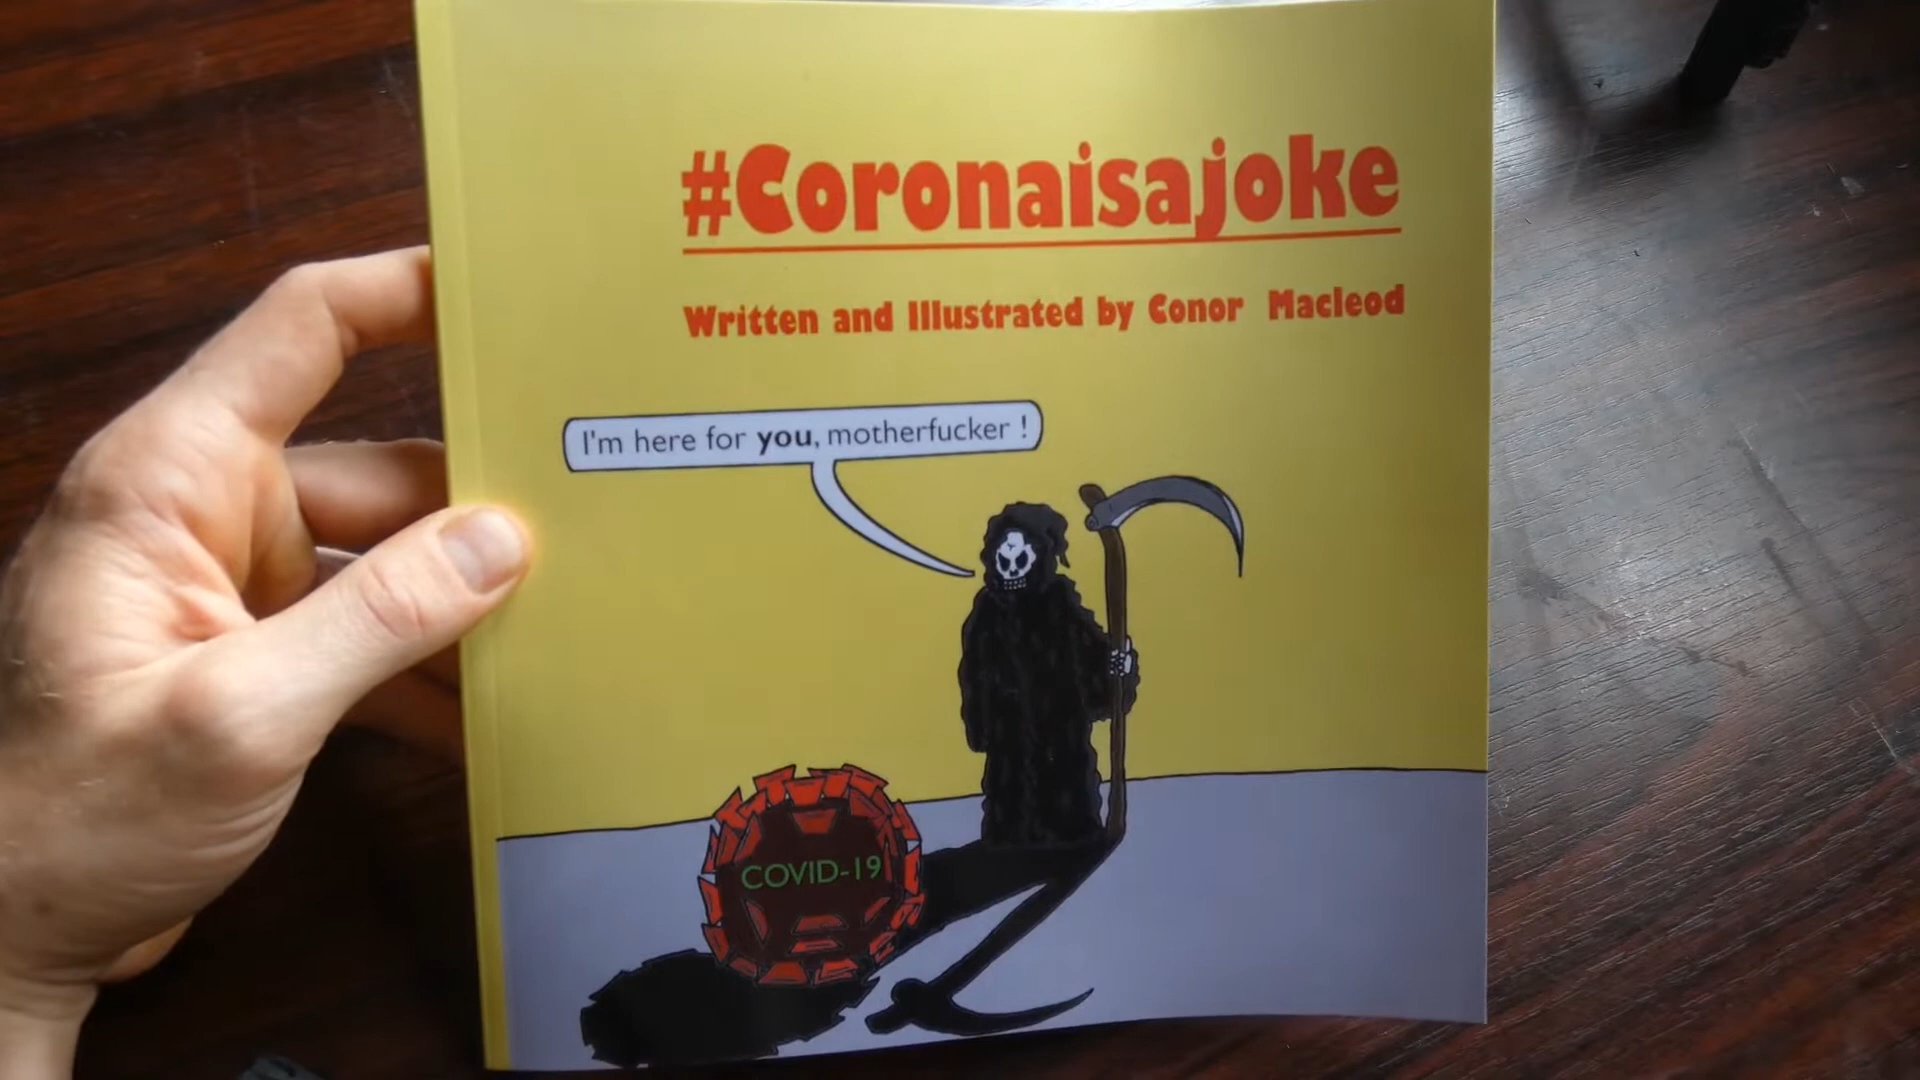 #Coronaisajoke
Written and Illustrated by Conor Macleod
I'm here for you, motherfucker !
COVID-19